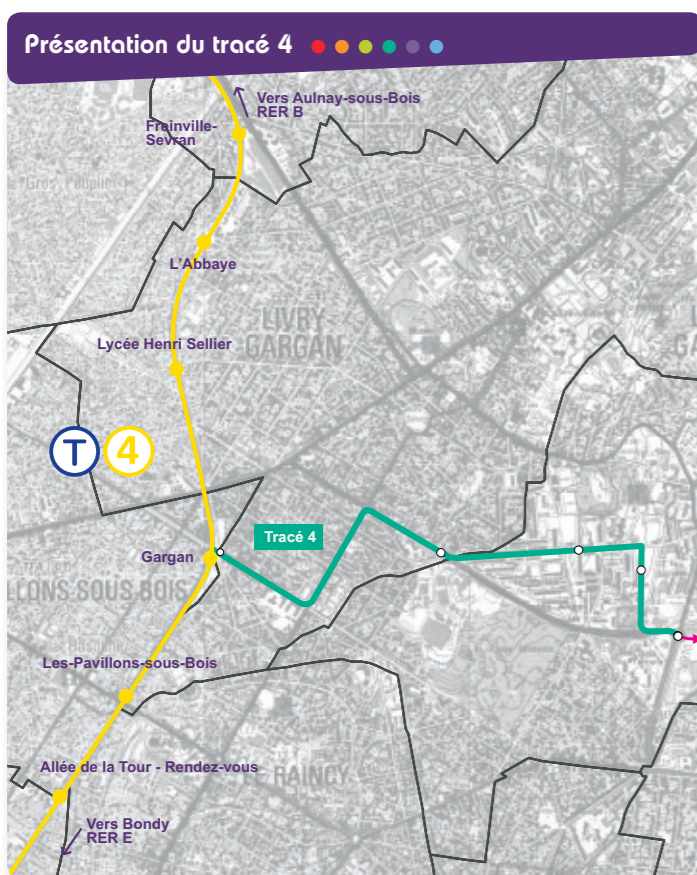 Présentation du tracé 4
Vers Aulnay-sous-Bois
RER B
Freinville-
Sevran
L'Abbaye
LIVRY
GARGAN
Lycée Henri Sellier
T 4
Tracé 4
Gargan
LLONS SOUS BOIS
Les-Pavillons-sous-Bois
Allée de la Tour - Rendez-vous
E RAINCY
Vers Bondy
RER E